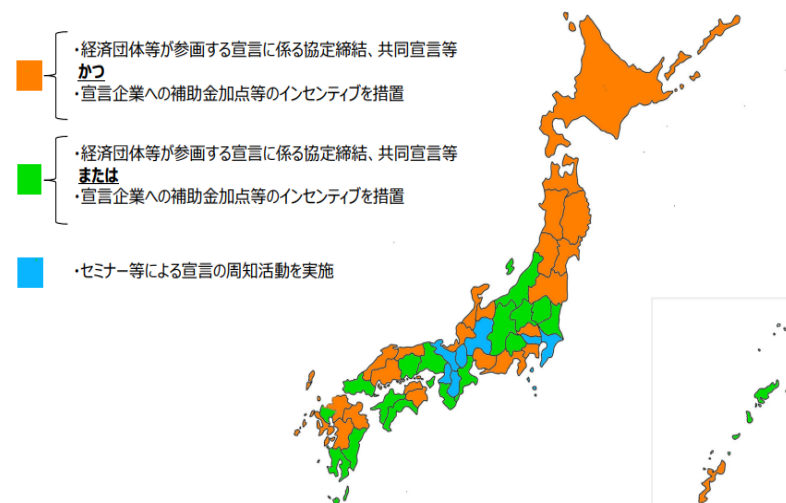 ・経済団体等が参画する宣言に係る協定締結、共同宣言等
かつ
・宣言企業への補助金加点等のインセンティブを措置
・経済団体等が参画する宣言に係る協定締結、共同宣言等
または
・宣言企業への補助金加点等のインセンティブを措置
・セミナー等による宣言の周知活動を実施